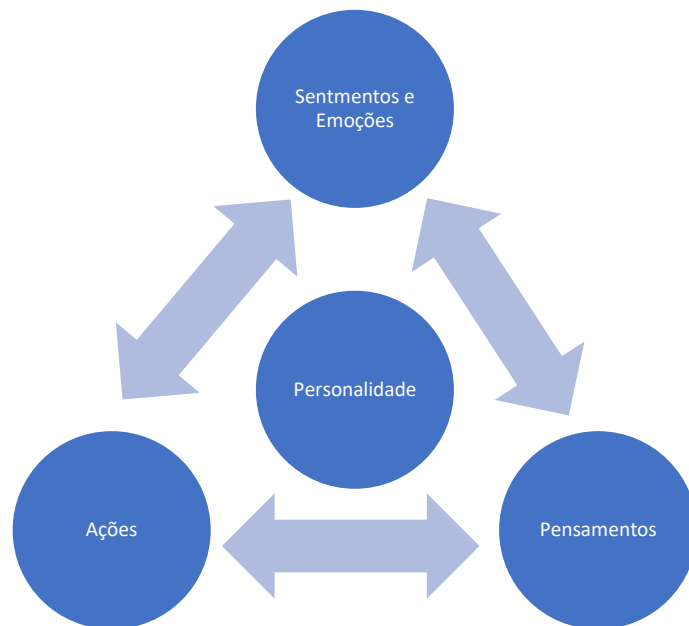 Sentmentos e
Emoções
Personalidade
Ações
Pensamentos